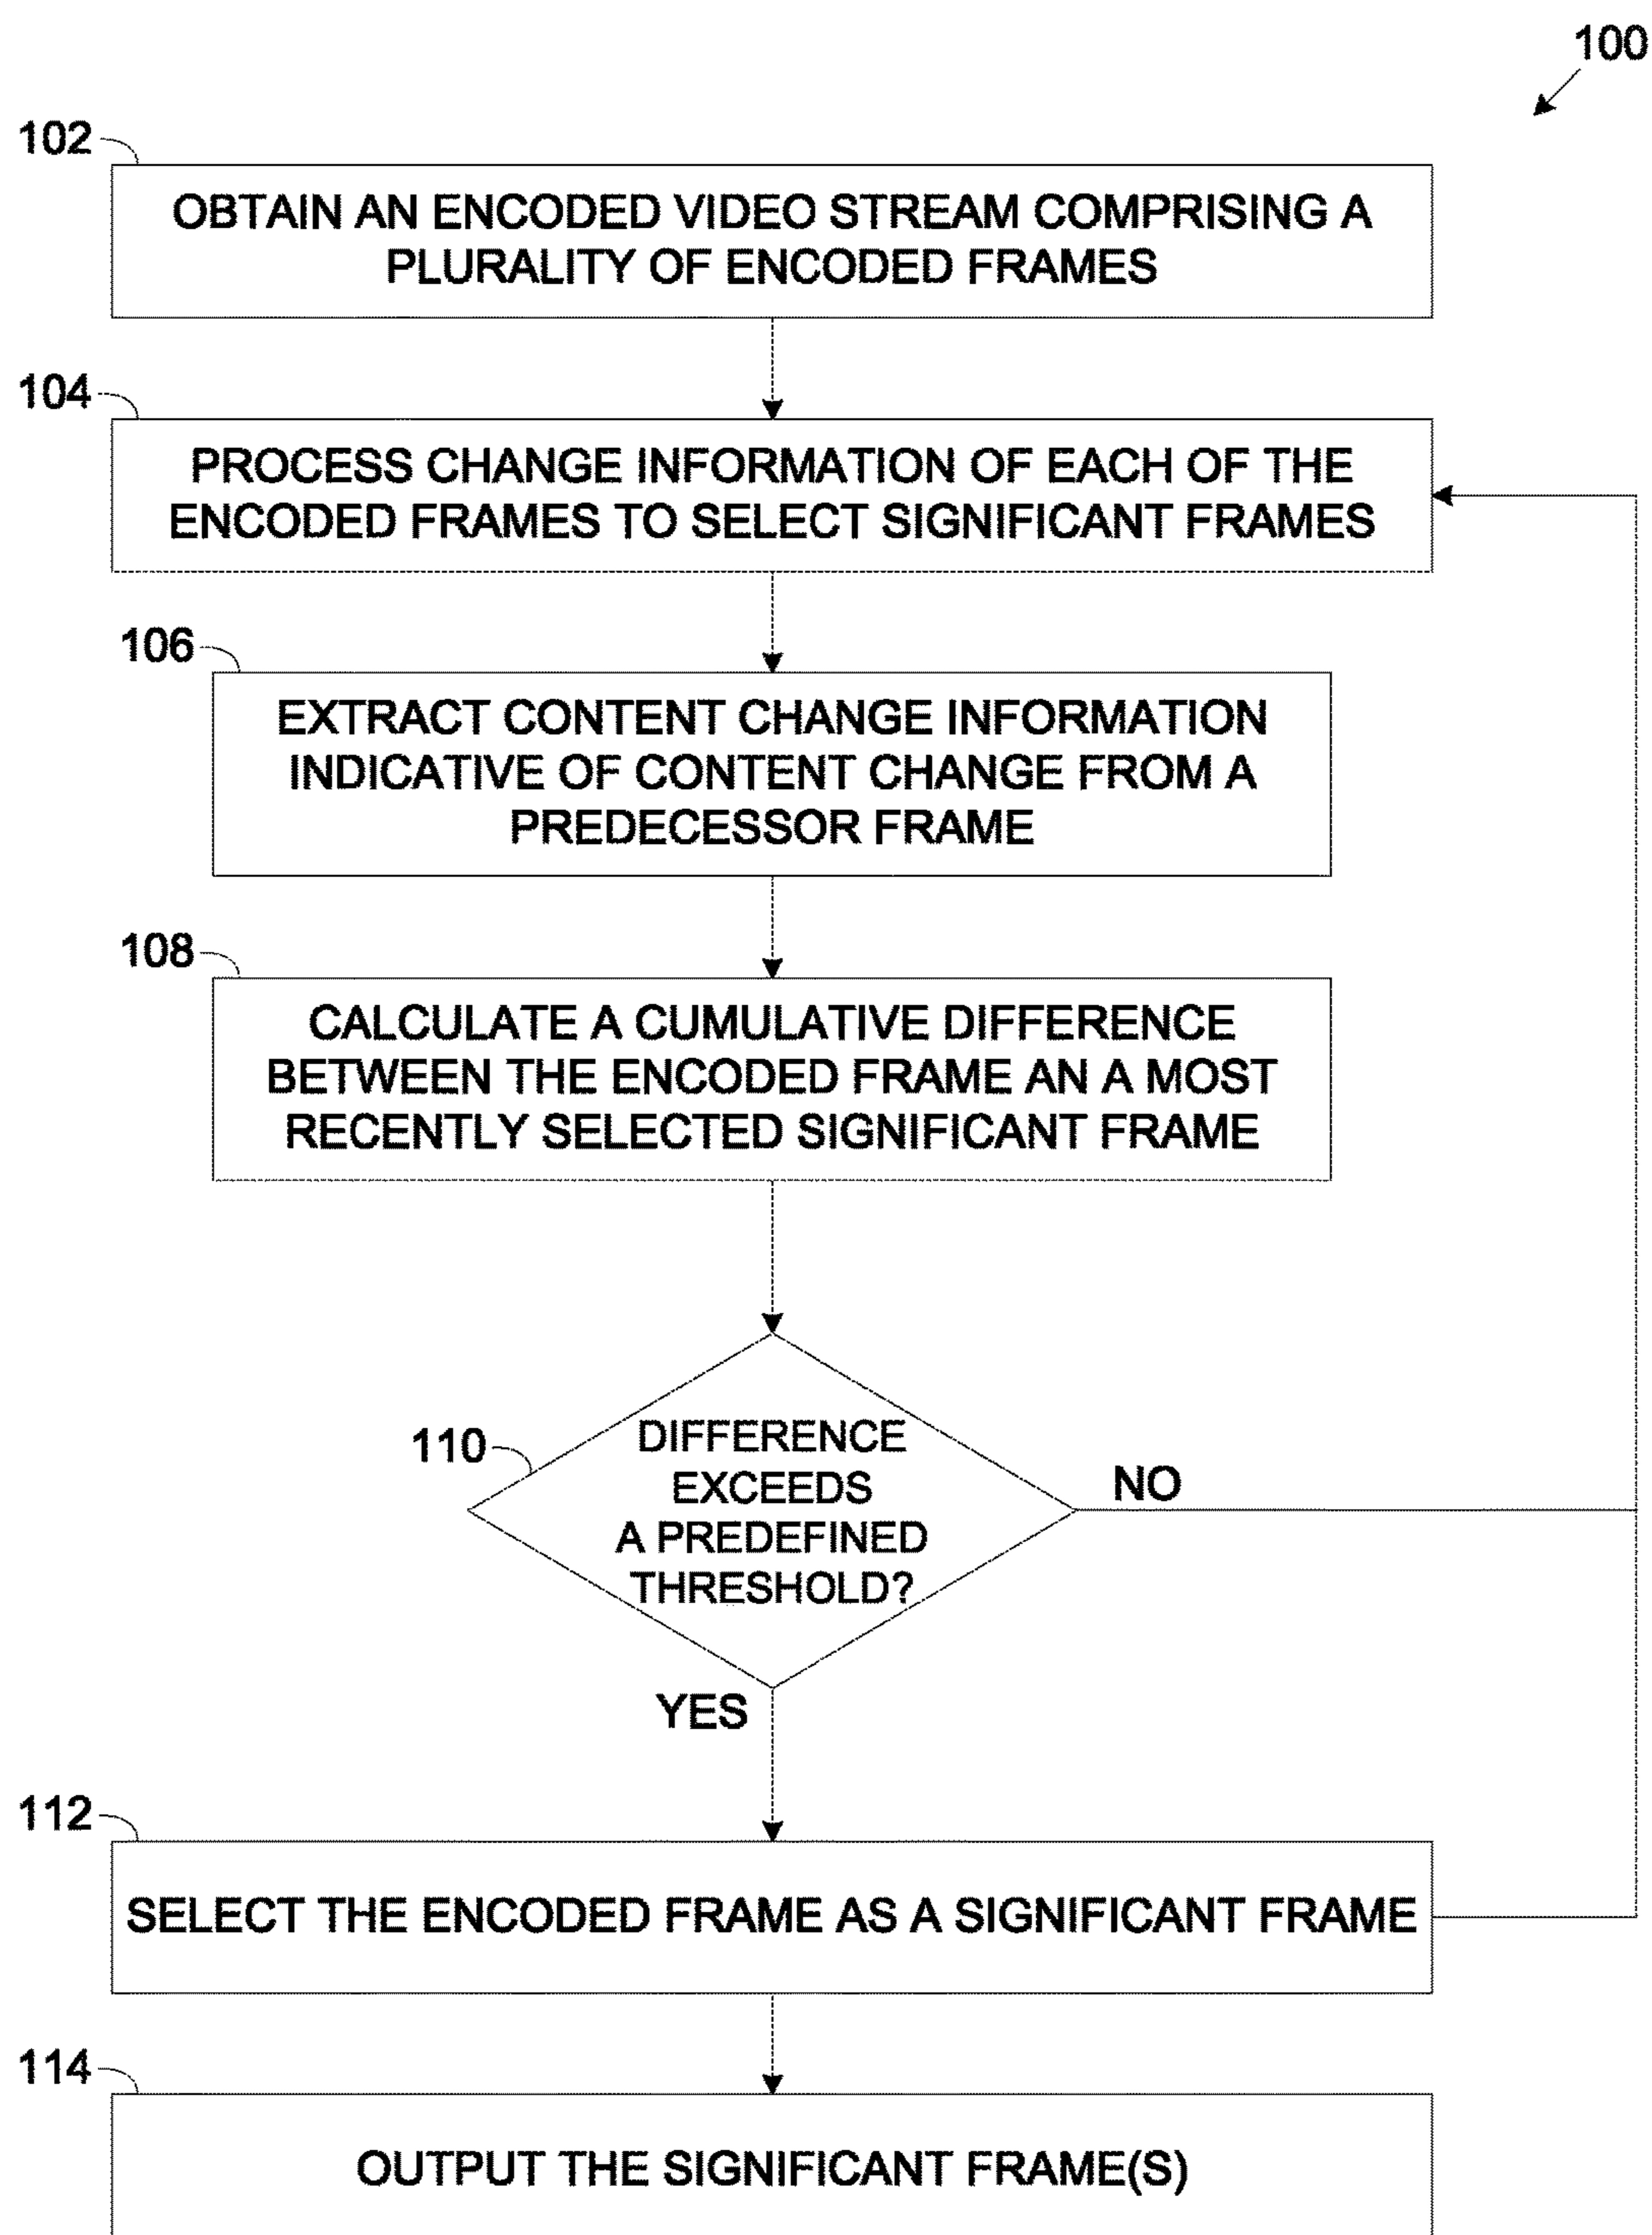 100
102
OBTAIN AN ENCODED VIDEO STREAM COMPRISING A
PLURALITY OF ENCODED FRAMES
104
PROCESS CHANGE INFORMATION OF EACH OF THE
ENCODED FRAMES TO SELECT SIGNIFICANT FRAMES
106
EXTRACT CONTENT CHANGE INFORMATION
INDICATIVE OF CONTENT CHANGE FROM A
PREDECESSOR FRAME
108
CALCULATE A CUMULATIVE DIFFERENCE
BETWEEN THE ENCODED FRAME AN A MOST
RECENTLY SELECTED SIGNIFICANT FRAME
110
DIFFERENCE
EXCEEDS
A PREDEFINED
THRESHOLD?
NO
YES
112
SELECT THE ENCODED FRAME AS A SIGNIFICANT FRAME
114
OUTPUT THE SIGNIFICANT FRAME(S)